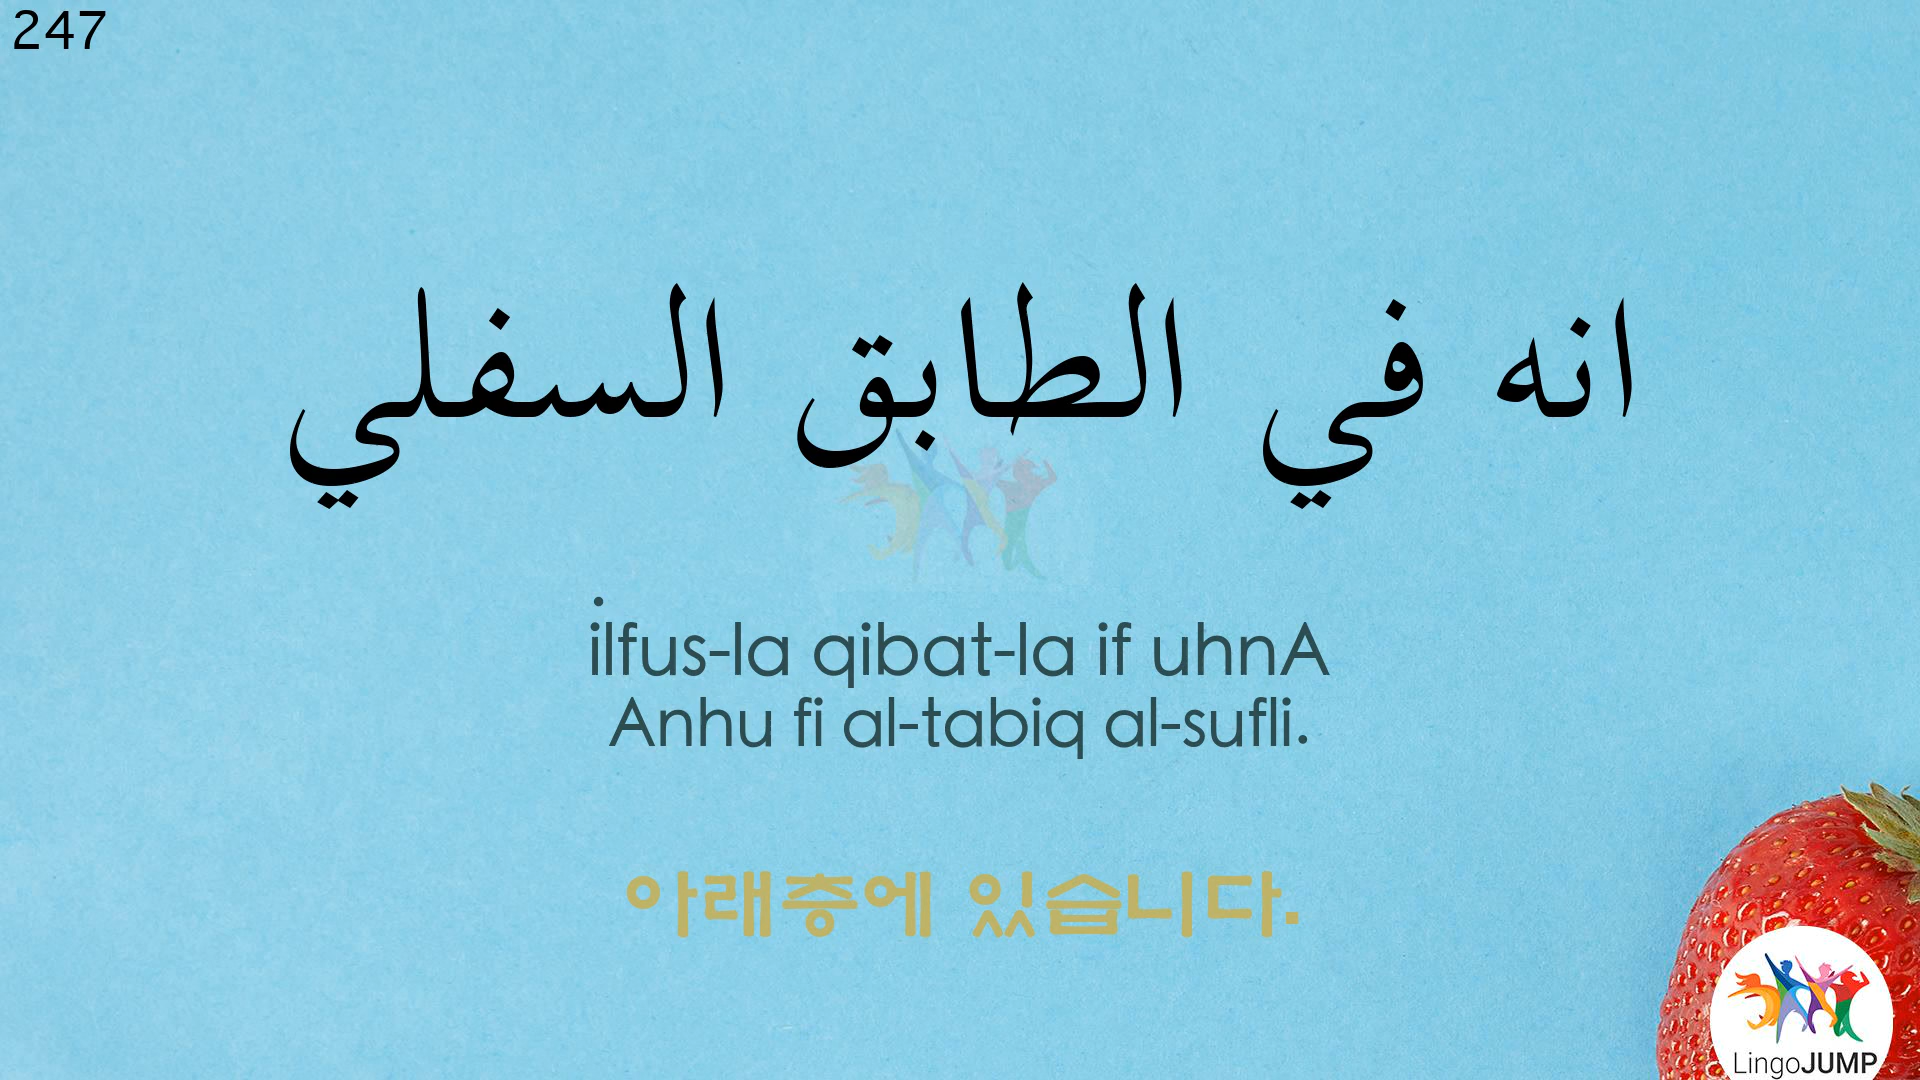 247
انه في الطابق السفلي
ilfus-la qibat-la if uhnA
Anhu fi al-tabiq al-sufli.
아래층에 있습니다.
LingoJUMP